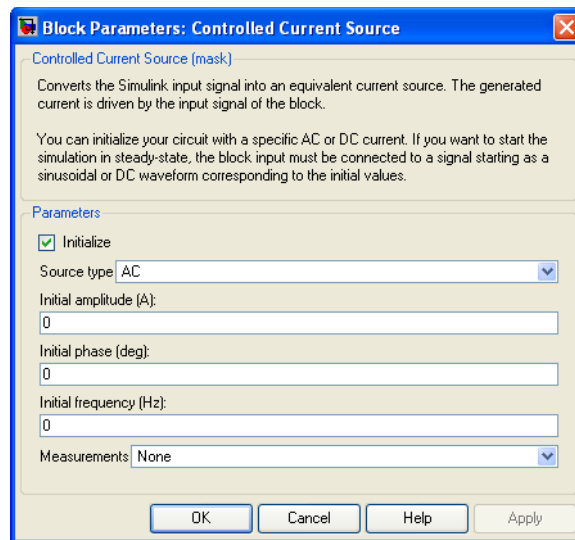 Block Parameters: Controlled Current Source
Controlled Current Source (mask)
Converts the Simulink input signal into an equivalent current source. The generated
current is driven by the input signal of the block.
You can initialize your circuit with a specific AC or DC current. If you want to start the
simulation in steady-state, the block input must be connected to a signal starting as a
sinusoidal or DC waveform corresponding to the initial values.
Parameters
Initialize
Source type AC
Initial amplitude (A):
0
Initial phase (deg):
0
Initial frequency (Hz):
0
Measurements None
OK Cancel Help Apply